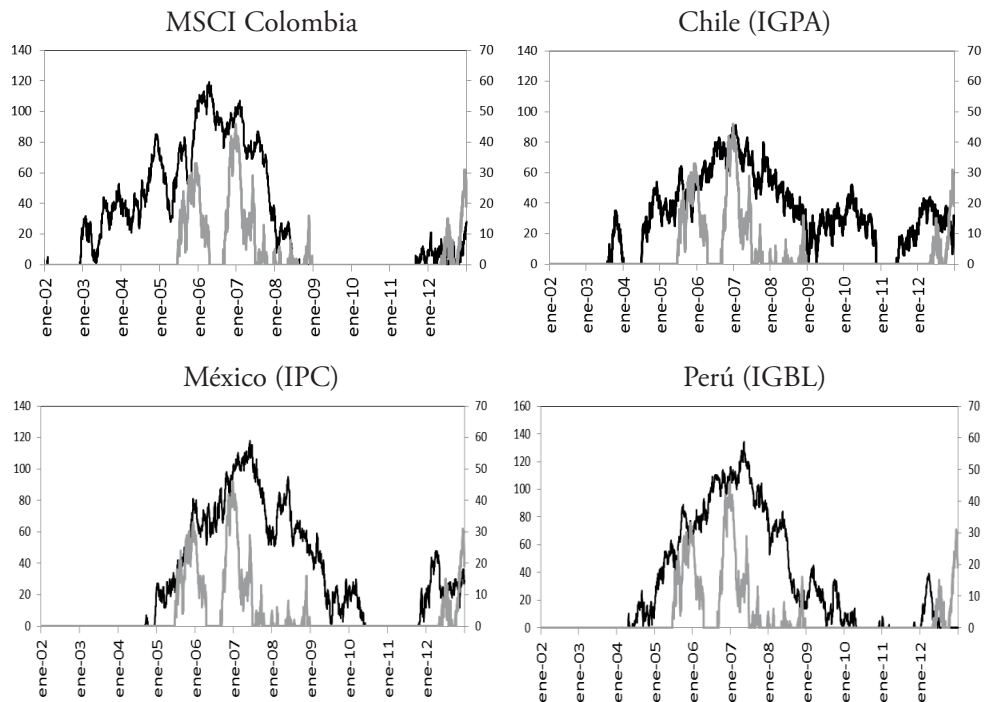 MSCI Colombia
140
120
100
80
60
40
20
0
70
60
50
40
30
20
10
0
ene-02
ene-03
ene-04
ene-05
ene-06
ene-07
ene-08
ene-09
ene-10
ene-11
ene-12
Chile (IGPA)
140
120
100
80
60
40
20
0
70
60
50
40
30
20
10
0
ene-02
ene-03
ene-04
ene-05
ene-06
ene-07
ene-08
ene-09
ene-10
ene-11
ene-12
México (IPC)
140
120
100
80
60
40
20
0
70
60
50
40
30
20
10
0
ene-02
ene-03
ene-04
ene-05
ene-06
ene-07
ene-08
ene-09
ene-10
ene-11
ene-12
Perú (IGBL)
160
140
120
100
80
60
40
20
0
70
60
50
40
30
20
10
0
ene-02
ene-03
ene-04
ene-05
ene-06
ene-07
ene-08
ene-09
ene-10
ene-11
ene-12